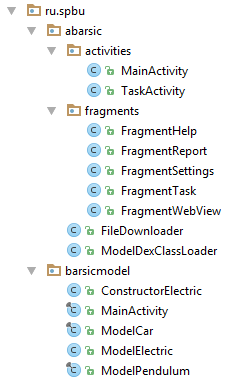 ru.spbu
abarsic
activities
MainActivity
TaskActivity
fragments
FragmentHelp
FragmentReport
FragmentSettings
FragmentTask
FragmentWebView
FileDownloader
ModelDexClassLoader
barsicmodel
ConstructorElectric
MainActivity
ModelCar
ModelElectric
ModelPendulum